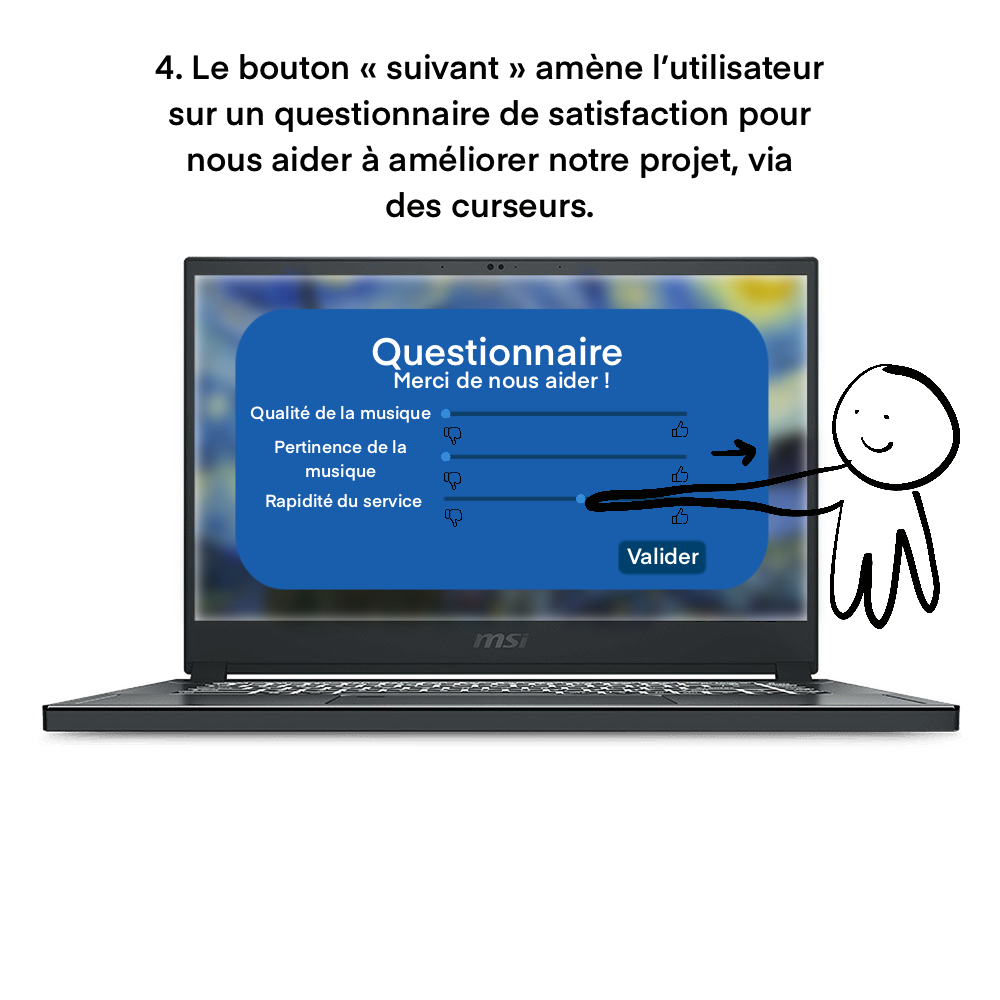 4. Le bouton « suivant » amène l’utilisateur
sur un questionnaire de satisfaction pour
nous aider à améliorer notre projet, via
des curseurs.
Questionnaire
Merci de nous aider !
Qualité de la musique
Pertinence de la
musique
Rapidité du service
Valider
msi